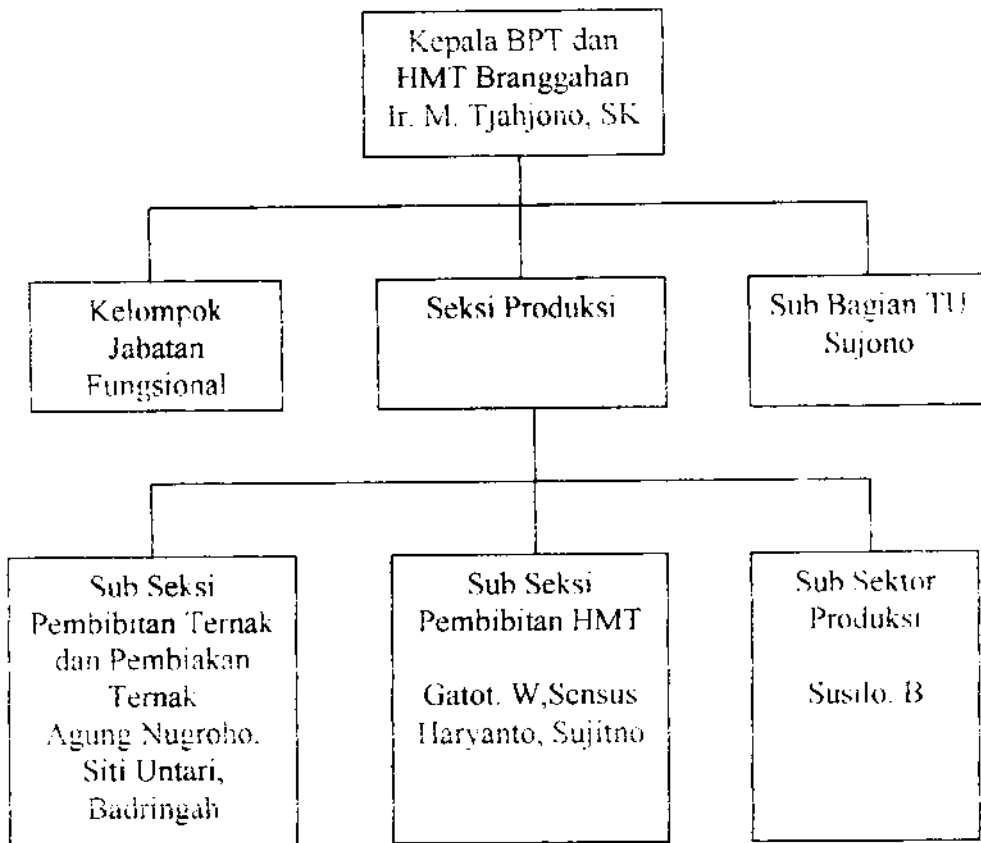 Kepala BPT dan
HMT Branggahan
Ir. M. Tjahjono, SK
Kelompok
Jabatan
Fungsional
Seksi Produksi
Sub Bagian TU
Sujono
Sub Seksi
Pembibitan Ternak
dan Pembiakan
Ternak
Agung Nugroho.
Siti Untari,
Badringah
Sub Seksi
Pembibitan HMT
Gatot. W,Sensus
Haryanto, Sujitno
Sub Sektor
Produksi
Susilo. B